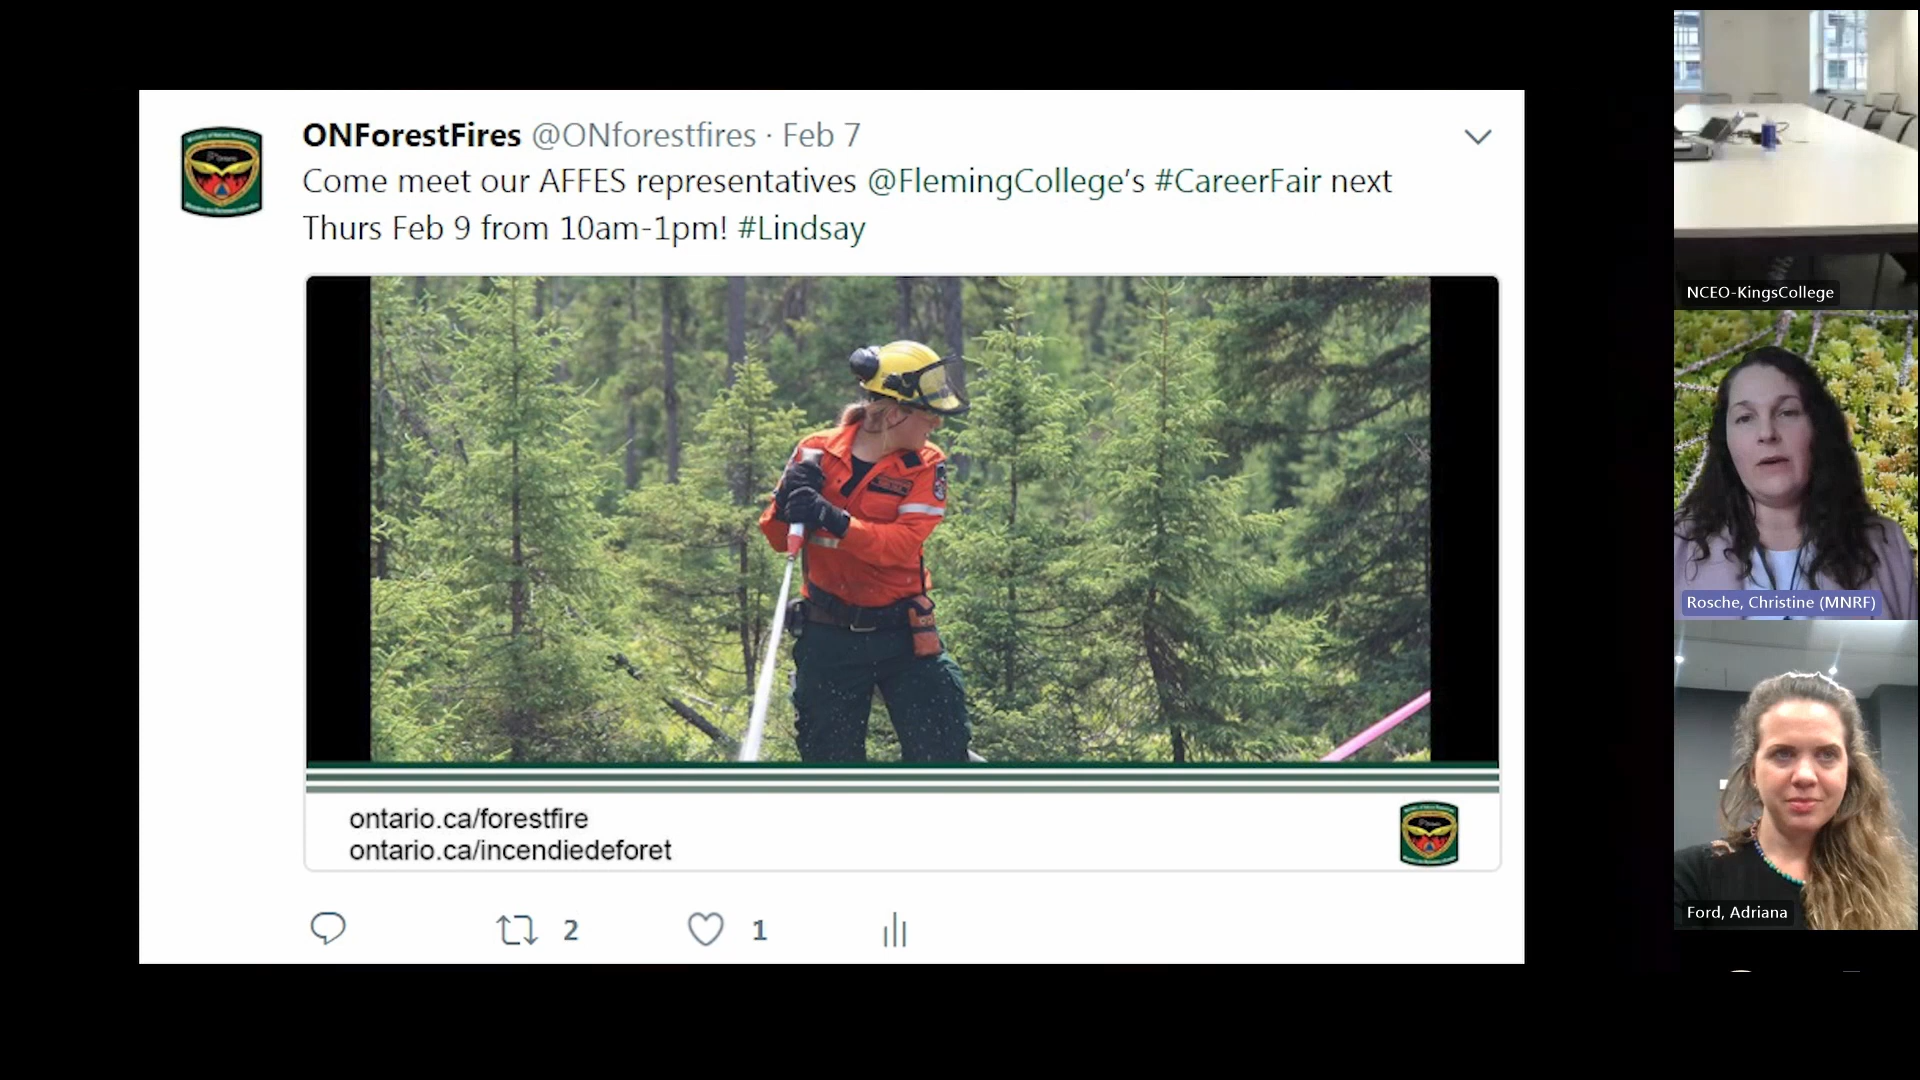 ONForestFires @ONforestfires · Feb 7
Come meet our AFFES representatives @FlemingCollege's #CareerFair next
Thurs Feb 9 from 10am-1pm! #Lindsay
ontario.ca/forestfire
ontario.ca/incendiedeforet
2
1
NCEO-KingsCollege
Rosche, Christine (MNRF)
Ford, Adriana